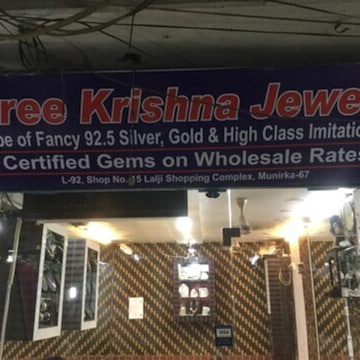 ree Krishna Jewe
pe of Fancy 92.5 Silver, Gold & High Class Imitatio
Certified Gems on Wholesale Rates
L-92, Shop No. 15 Lalji Shopping Complex, Munirka-67
VISA